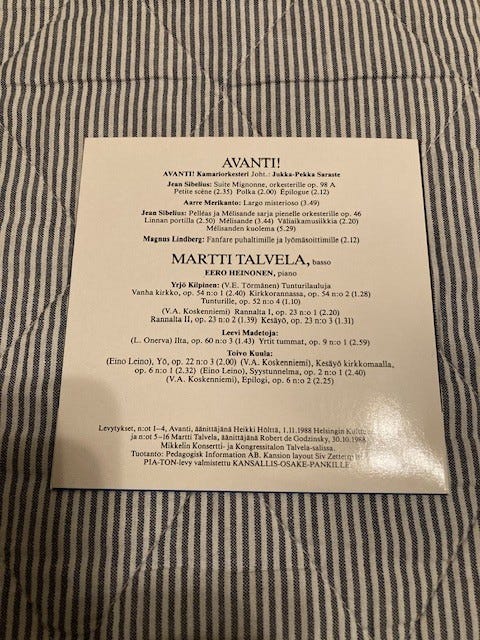 AVANTI!
AVANTI! Kamariorkesteri Joht.: Jukka-Pekka Saraste
Jean Sibelius: Suite Mignonne, orkesterille op. 98 A
Petite scène (2.35) Polka (2.00) Épilogue (2.12)
Aarre Merikanto: Largo misterioso (3.49)
Jean Sibelius: Pelléas ja Mélisande sarja pienelle orkesterille op. 46
Linnan portilla (2.50) Mélisande (3.44) Väliaikamusiikkia (2.20)
Mélisanden kuolema (5.29)
Magnus Lindberg: Fanfare puhaltimille ja lyömäsoittimille (2.12)
MARTTI TALVELA, basso
EERO HEINONEN, piano
Yrjö Kilpinen: (V.E. Törmänen) Tunturilauluja
Vanha kirkko, op. 54 n:o 1 (2.40) Kirkkorannassa, op. 54 n:o 2 (1.28)
Tunturille, op. 52 n:o 4 (1.10)
(V.A. Koskenniemi) Rannalta I, op. 23 n:o 1 (2.20)
Rannalta II, op. 23 n:o 2 (1.39) Kesäyö, op. 23 n:o 3 (1.31)
Leevi Madetoja:
(L. Onerva) Ilta, op. 60 n:o 3 (1.43) Yrtit tummat, op. 9 n:o 1 (2.59)
Toivo Kuula:
(Eino Leino), Yö, op. 22 n:o 3 (2.00) (V.A. Koskenniemi), Kesäyö kirkkomaalla,
op. 6 n:o 1 (2.32) (Eino Leino), Syystunnelma, op. 2 n:o 1 (2.40)
(V.A. Koskenniemi), Epilogi, op. 6 n:o 2 (2.25)
Levytykset, n:ot 1–4, Avanti, äänittäjänä Heikki Hölttä, 1.11.1988 Helsingin
ja n:ot 5–16 Martti Talvela, äänittäjänä Robert de Godzinsky, 30.10.1988
Mikkelin Konsertti- ja Kongressitalon Talvela-salissa.
Tuotanto: Pedagogisk Information AB. Kansion layout Siv
PIA-TON-levy valmistettu KANSALLIS-OSAKE-PANKILLE